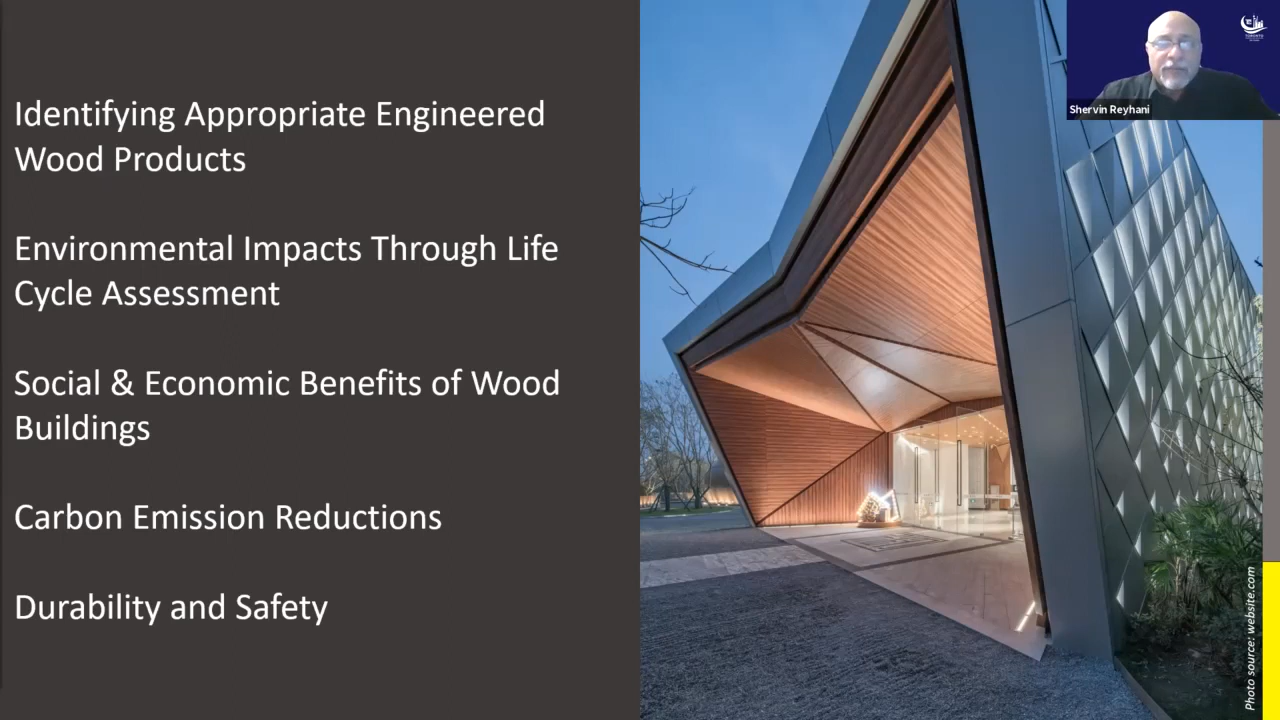 Identifying Appropriate Engineered
Wood Products
Environmental Impacts Through Life
Cycle Assessment
Social & Economic Benefits of Wood
Buildings
Carbon Emission Reductions
Durability and Safety
Shervin Reyhani
Photo source: website.com